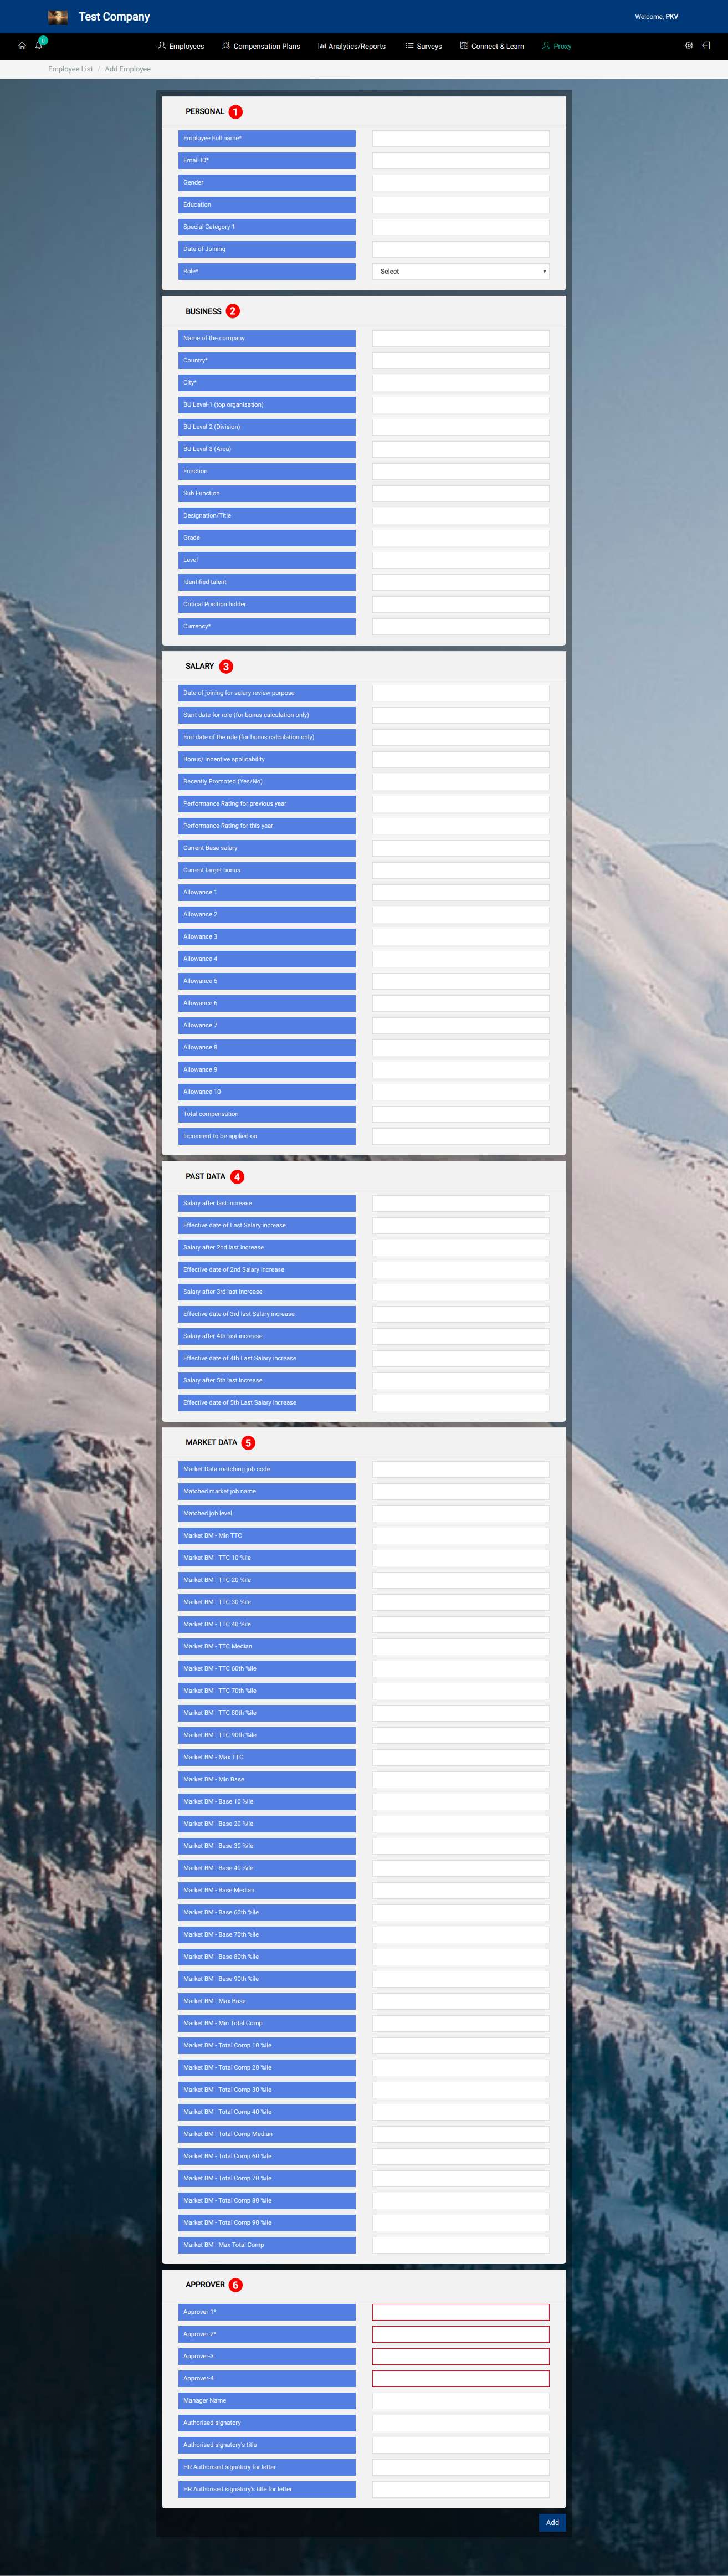 Test Company
Welcome, PKV
0
Employees
Compensation Plans
Analytics/Reports
Surveys
Connect & Learn
Proxy
Employee List / Add Employee
PERSONAL 1
Employee Full name*
Email ID*
Gender
Education
Special Category-1
Date of Joining
Role* Select
BUSINESS 2
Name of the company
Country*
City*
BU Level-1 (top organisation)
BU Level-2 (Division)
BU Level-3 (Area)
Function
Sub Function
Designation/Title
Grade
Level
Identified talent
Critical Position holder
Currency*
SALARY 3
Date of joining for salary review purpose
Start date for role (for bonus calculation only)
End date of the role (for bonus calculation only)
Bonus/ Incentive applicability
Recently Promoted (Yes/No)
Performance Rating for previous year
Performance Rating for this year
Current Base salary
Current target bonus
Allowance 1
Allowance 2
Allowance 3
Allowance 4
Allowance 5
Allowance 6
Allowance 7
Allowance 8
Allowance 9
Allowance 10
Total compensation
Increment to be applied on
PAST DATA 4
Salary after last increase
Effective date of Last Salary increase
Salary after 2nd last increase
Effective date of 2nd Salary increase
Salary after 3rd last increase
Effective date of 3rd last Salary increase
Salary after 4th last increase
Effective date of 4th Last Salary increase
Salary after 5th last increase
Effective date of 5th Last Salary increase
MARKET DATA 5
Market Data matching job code
Matched market job name
Matched job level
Market BM - Min TTC
Market BM - TTC 10 %ile
Market BM - TTC 20 %ile
Market BM - TTC 30 %ile
Market BM - TTC 40 %ile
Market BM - TTC Median
Market BM - TTC 60th %ile
Market BM - TTC 70th %ile
Market BM - TTC 80th %ile
Market BM - TTC 90th %ile
Market BM - Max TTC
Market BM - Min Base
Market BM - Base 10 %ile
Market BM - Base 20 %ile
Market BM - Base 30 %ile
Market BM - Base 40 %ile
Market BM - Base Median
Market BM - Base 60th %ile
Market BM - Base 70th %ile
Market BM - Base 80th %ile
Market BM - Base 90th %ile
Market BM - Max Base
Market BM - Min Total Comp
Market BM - Total Comp 10 %ile
Market BM - Total Comp 20 %ile
Market BM - Total Comp 30 %ile
Market BM - Total Comp 40 %ile
Market BM - Total Comp Median
Market BM - Total Comp 60 %ile
Market BM - Total Comp 70 %ile
Market BM - Total Comp 80 %ile
Market BM - Total Comp 90 %ile
Market BM - Max Total Comp
APPROVER 6
Approver-1*
Approver-2*
Approver-3
Approver-4
Manager Name
Authorised signatory
Authorised signatory's title
HR Authorised signatory for letter
HR Authorised signatory's title for letter
Add